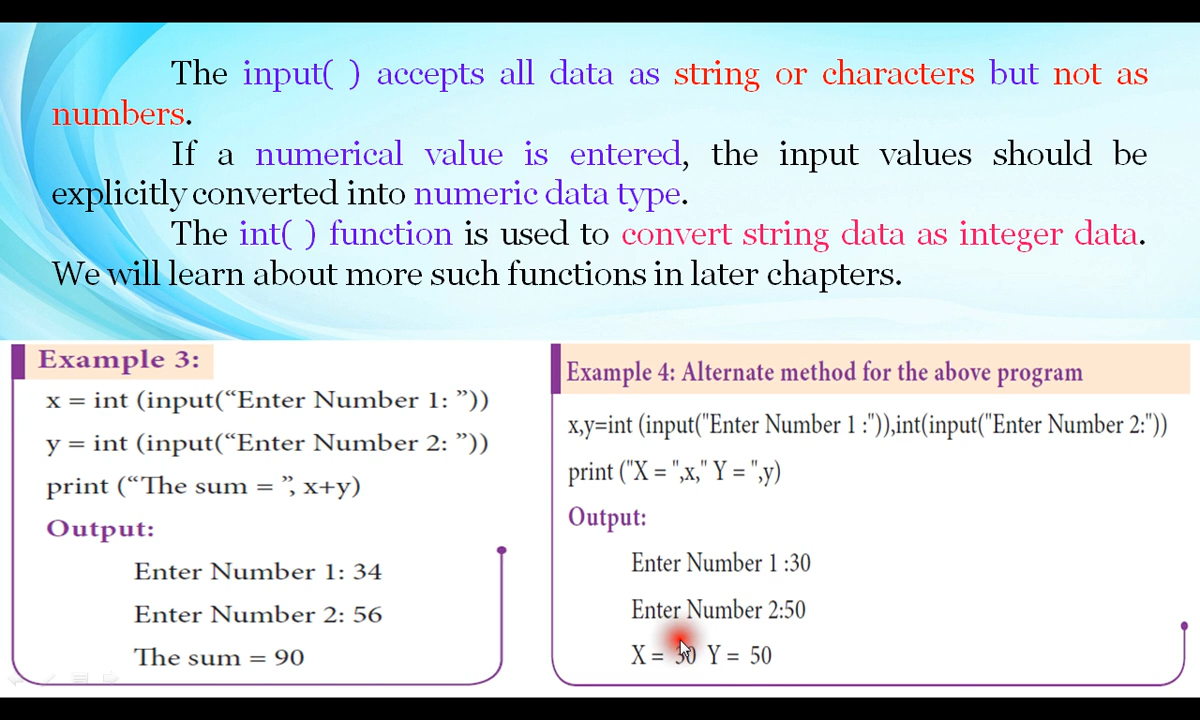 The input( ) accepts all data as string or characters but not as
numbers.
If a numerical value is entered, the input values should be
explicitly converted into numeric data type.
The int( ) function is used to convert string data as integer data.
We will learn about more such functions in later chapters.
Example 3:
x = int (input(“Enter Number 1: ”))
y = int (input(“Enter Number 2: ”))
print (“The sum = ”, x+y)
Output:
Enter Number 1: 34
Enter Number 2: 56
The sum = 90
Example 4: Alternate method for the above program
x,y=int (input("Enter Number 1 :")),int(input("Enter Number 2:"))
print ("X = ",x," Y = ",y)
Output:
Enter Number 1 :30
Enter Number 2:50
X = 30 Y = 50